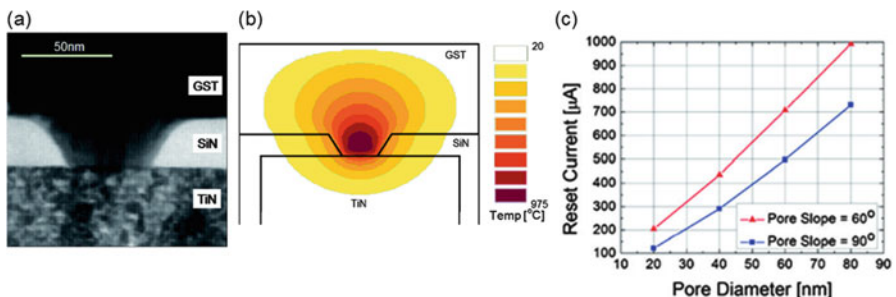 (a)
50nm
GST
SiN
TiN
(b)
GST
SiN
TiN
20
975
Temp [°C]
(c)
Reset Current [µA]
1000
900
800
700
600
500
400
300
200
100
Pore Slope = 60°
Pore Slope = 90°
10 20 30 40 50 60 70 80 90
Pore Diameter [nm]